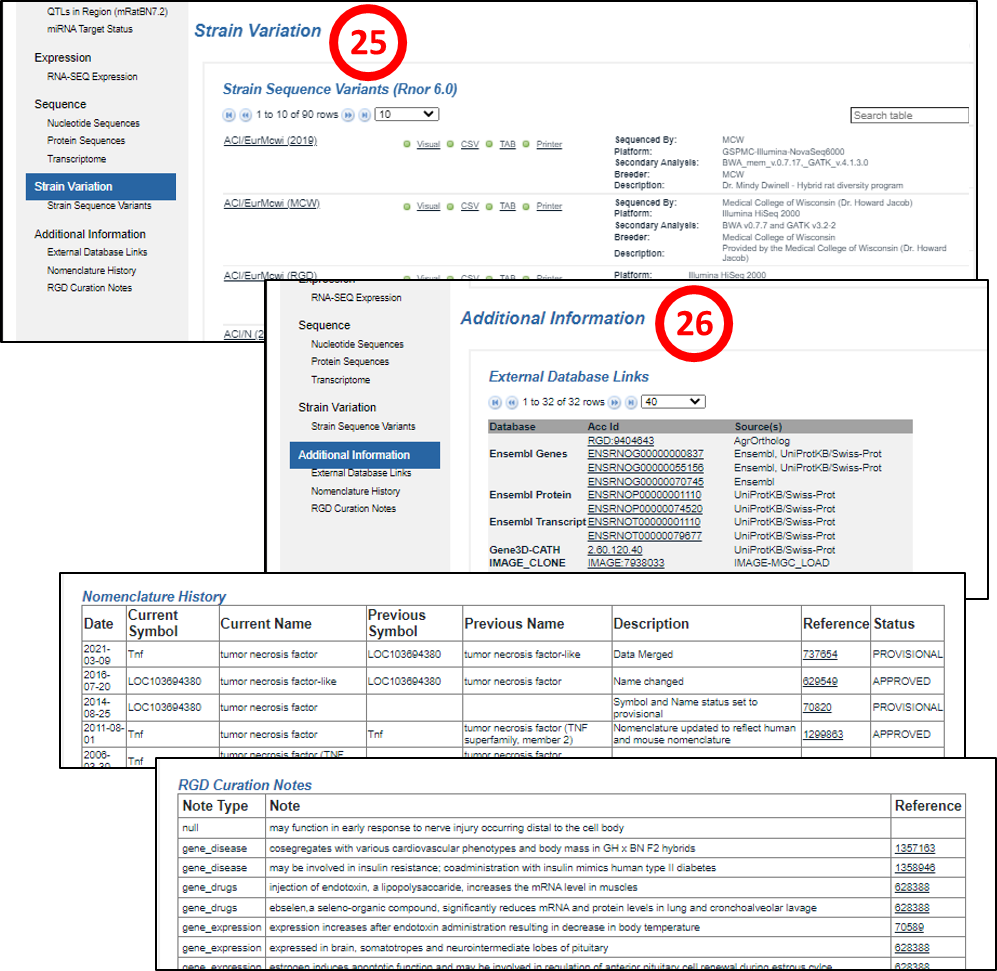 QTLs in Region (mRatBN7.2)
miRNA Target Status
Expression
RNA-SEQ Expression
Sequence
Nucleotide Sequences
Protein Sequences
Transcriptome
Strain Variation
Strain Sequence Variants
Additional Information
External Database Links
Nomenclature History
RGD Curation Notes
Strain Variation
25
Strain Sequence Variants (Rnor 6.0)
1 to 10 of 90 rows 10
Search table
ACI/EurMcwi (2019) Visual CSV TAB Printer
Sequenced By: MCW
Platform: GSPMC-Illumina-NovaSeq6000
Secondary Analysis: BWA_mem_v.0.7.17,_GATK_v.4.1.3.0
Breeder: MCW
Description: Dr. Mindy Dwinell - Hybrid rat diversity program
ACI/EurMcwi (MCW) Visual CSV TAB Printer
Sequenced By: Medical College of Wisconsin (Dr. Howard Jacob)
Platform: Illumina HiSeq 2000
Secondary Analysis: BWA v0.7.7 and GATK v3.2-2
Breeder: Medical College of Wisconsin
Description: Provided by the Medical College of Wisconsin (Dr. Howard
Jacob)
ACI/EurMcwi (RGD) Visual CSV TAB Printer
Platform: Illumina HiSeq 2000
ACI/N (2
Expression
RNA-SEQ Expression
Sequence
Nucleotide Sequences
Protein Sequences
Transcriptome
Strain Variation
Strain Sequence Variants
Additional Information
External Database Links
Nomenclature History
RGD Curation Notes
Additional Information
26
External Database Links
1 to 32 of 32 rows 40
Database Acc Id Source(s)
RGD:9404643 AgrOrtholog
Ensembl Genes ENSRNOG00000000837 Ensembl, UniProtKB/Swiss-Prot
ENSRNOG00000055156 Ensembl, UniProtKB/Swiss-Prot
ENSRNOG00000070745 Ensembl
Ensembl Protein ENSRNOP00000001110 UniProtKB/Swiss-Prot
ENSRNOP00000074520 UniProtKB/Swiss-Prot
Ensembl Transcript ENSRNOT00000001110 UniProtKB/Swiss-Prot
ENSRNOT00000079677 UniProtKB/Swiss-Prot
Gene3D-CATH 2.60.120.40 UniProtKB/Swiss-Prot
IMAGE_CLONE IMAGE:7938033 IMAGE-MGC_LOAD
Nomenclature History
Date Current Symbol Current Name Previous Symbol Previous Name Description Reference Status
2021-03-09 Tnf tumor necrosis factor LOC103694380 tumor necrosis factor-like Data Merged 737654 PROVISIONAL
2016-07-20 LOC103694380 tumor necrosis factor-like LOC103694380 tumor necrosis factor Name changed 629549 APPROVED
2014-08-25 LOC103694380 tumor necrosis factor Symbol and Name status set to provisional 70820 PROVISIONAL
2011-08-01 Tnf tumor necrosis factor Tnf tumor necrosis factor (TNF superfamily, member 2) Nomenclature updated to reflect human and mouse nomenclature 1299863 APPROVED
2006-03-30 Tnf tumor necrosis factor (TNF tumor necrosis factor
RGD Curation Notes
Note Type Note Reference
null may function in early response to nerve injury occurring distal to the cell body
gene_disease cosegregates with various cardiovascular phenotypes and body mass in GH x BN F2 hybrids 1357163
gene_disease may be involved in insulin resistance; coadministration with insulin mimics human type II diabetes 1358946
gene_drugs injection of endotoxin, a lipopolysaccaride, increases the mRNA level in muscles 628388
gene_drugs ebselen,a seleno-organic compound, significantly reduces mRNA and protein levels in lung and cronchoalveolar lavage 628388
gene_expression expression increases after endotoxin administration resulting in decrease in body temperature 70589
gene_expression expressed in brain, somatotropes and neurointermediate lobes of pituitary 628388
gene_expression estrogen induces apoptotic function and may be involved in regulation of anterior pituitary cell renewal during estrous cylce 628388